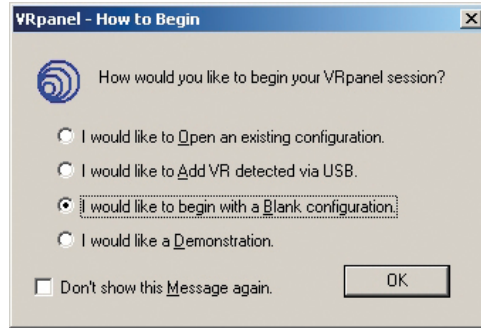 VRpanel - How to Begin
How would you like to begin your VRpanel session?
I would like to Open an existing configuration.
I would like to Add VR detected via USB.
I would like to begin with a Blank configuration.
I would like a Demonstration.
Don't show this Message again.
OK